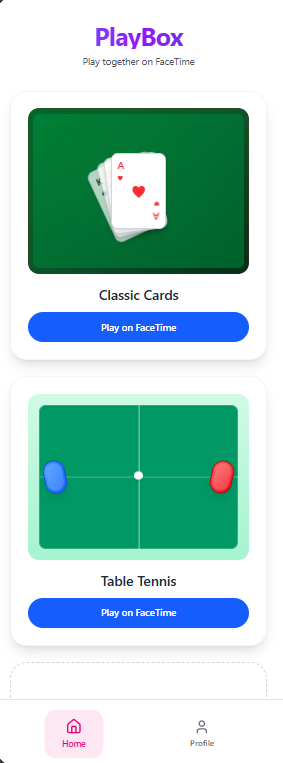 PlayBox
Play together on FaceTime
A
A
Classic Cards
Play on FaceTime
Table Tennis
Play on FaceTime
Home
Profile